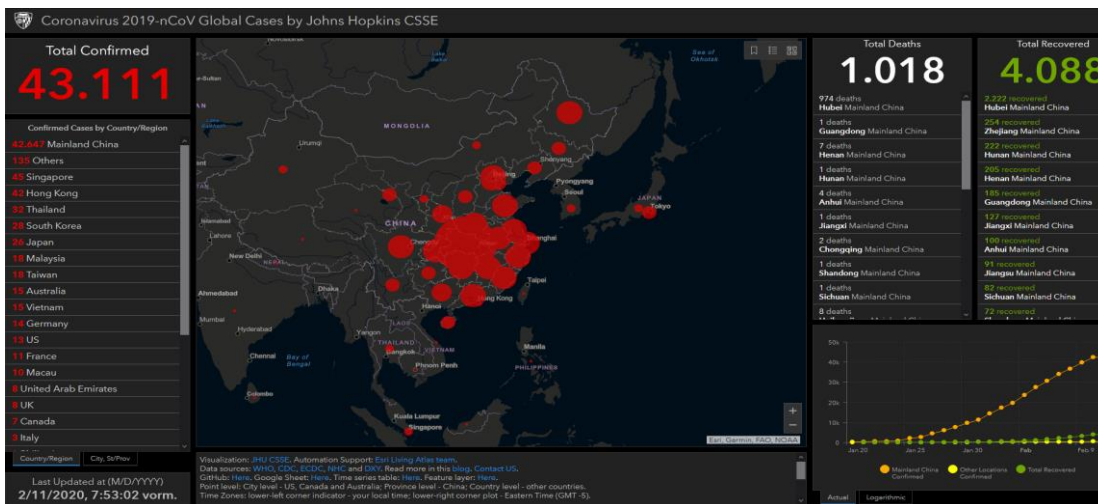 Coronavirus 2019-nCoV Global Cases by Johns Hopkins CSSE
Total Confirmed
43.111
Confirmed Cases by Country/Region
42.647 Mainland China
135 Others
45 Singapore
42 Hong Kong
32 Thailand
28 South Korea
26 Japan
18 Malaysia
18 Taiwan
15 Australia
15 Vietnam
14 Germany
13 US
11 France
10 Macau
8 United Arab Emirates
8 UK
7 Canada
3 Italy
Country/Region
City, St/Prov
Last Updated at (M/D/YYYY)
2/11/2020, 7:53:02 vorm.
Sea of
Okhotsk
MONGOLIA
Urumqi
Shenyang
Pyongyang
Seoul
JAPAN
Tokyo
CHINA
Shanghai
Islamabad
Lahore
New Delhi
NEPAL
Dhaka
Taipei
Ahmedabad
Hanoi
Hong Kong
Mumbai
Hyderabad
LAOS
Yangon
THAILAND
Bangkok
VIETNAM
Manila
Chennai
Bay of
Bengal
Phnom Penh
PHILIPPINES
Colombo
Kuala Lumpur
Singapore
+
−
Esri, Garmin, FAO, NOAA
Visualization: JHU CSSE. Automation Support: Esri Living Atlas team.
Data sources: WHO, CDC, ECDC, NHC and DXY. Read more in this blog. Contact US.
GitHub: Here. Google Sheet: Here. Time series table: Here. Feature layer: Here.
Point level: City level - US, Canada and Australia; Province level - China; Country level - other countries.
Time Zones: lower-left corner indicator - your local time; lower-right corner plot - Eastern Time (GMT -5).
Total Deaths
1.018
974 deaths
Hubei Mainland China
1 deaths
Guangdong Mainland China
7 deaths
Henan Mainland China
1 deaths
Hunan Mainland China
4 deaths
Anhui Mainland China
1 deaths
Jiangxi Mainland China
2 deaths
Chongqing Mainland China
1 deaths
Shandong Mainland China
1 deaths
Sichuan Mainland China
8 deaths
Total Recovered
4.088
2.222 recovered
Hubei Mainland China
254 recovered
Zhejiang Mainland China
222 recovered
Hunan Mainland China
205 recovered
Henan Mainland China
185 recovered
Guangdong Mainland China
127 recovered
Jiangxi Mainland China
100 recovered
Anhui Mainland China
91 recovered
Jiangsu Mainland China
82 recovered
Sichuan Mainland China
72 recovered
50k
40k
30k
20k
10k
0
Jan 20
Jan 25
Jan 30
Feb
Feb 9
Mainland China
Confirmed
Other Locations
Confirmed
Total Recovered
Actual
Logarithmic